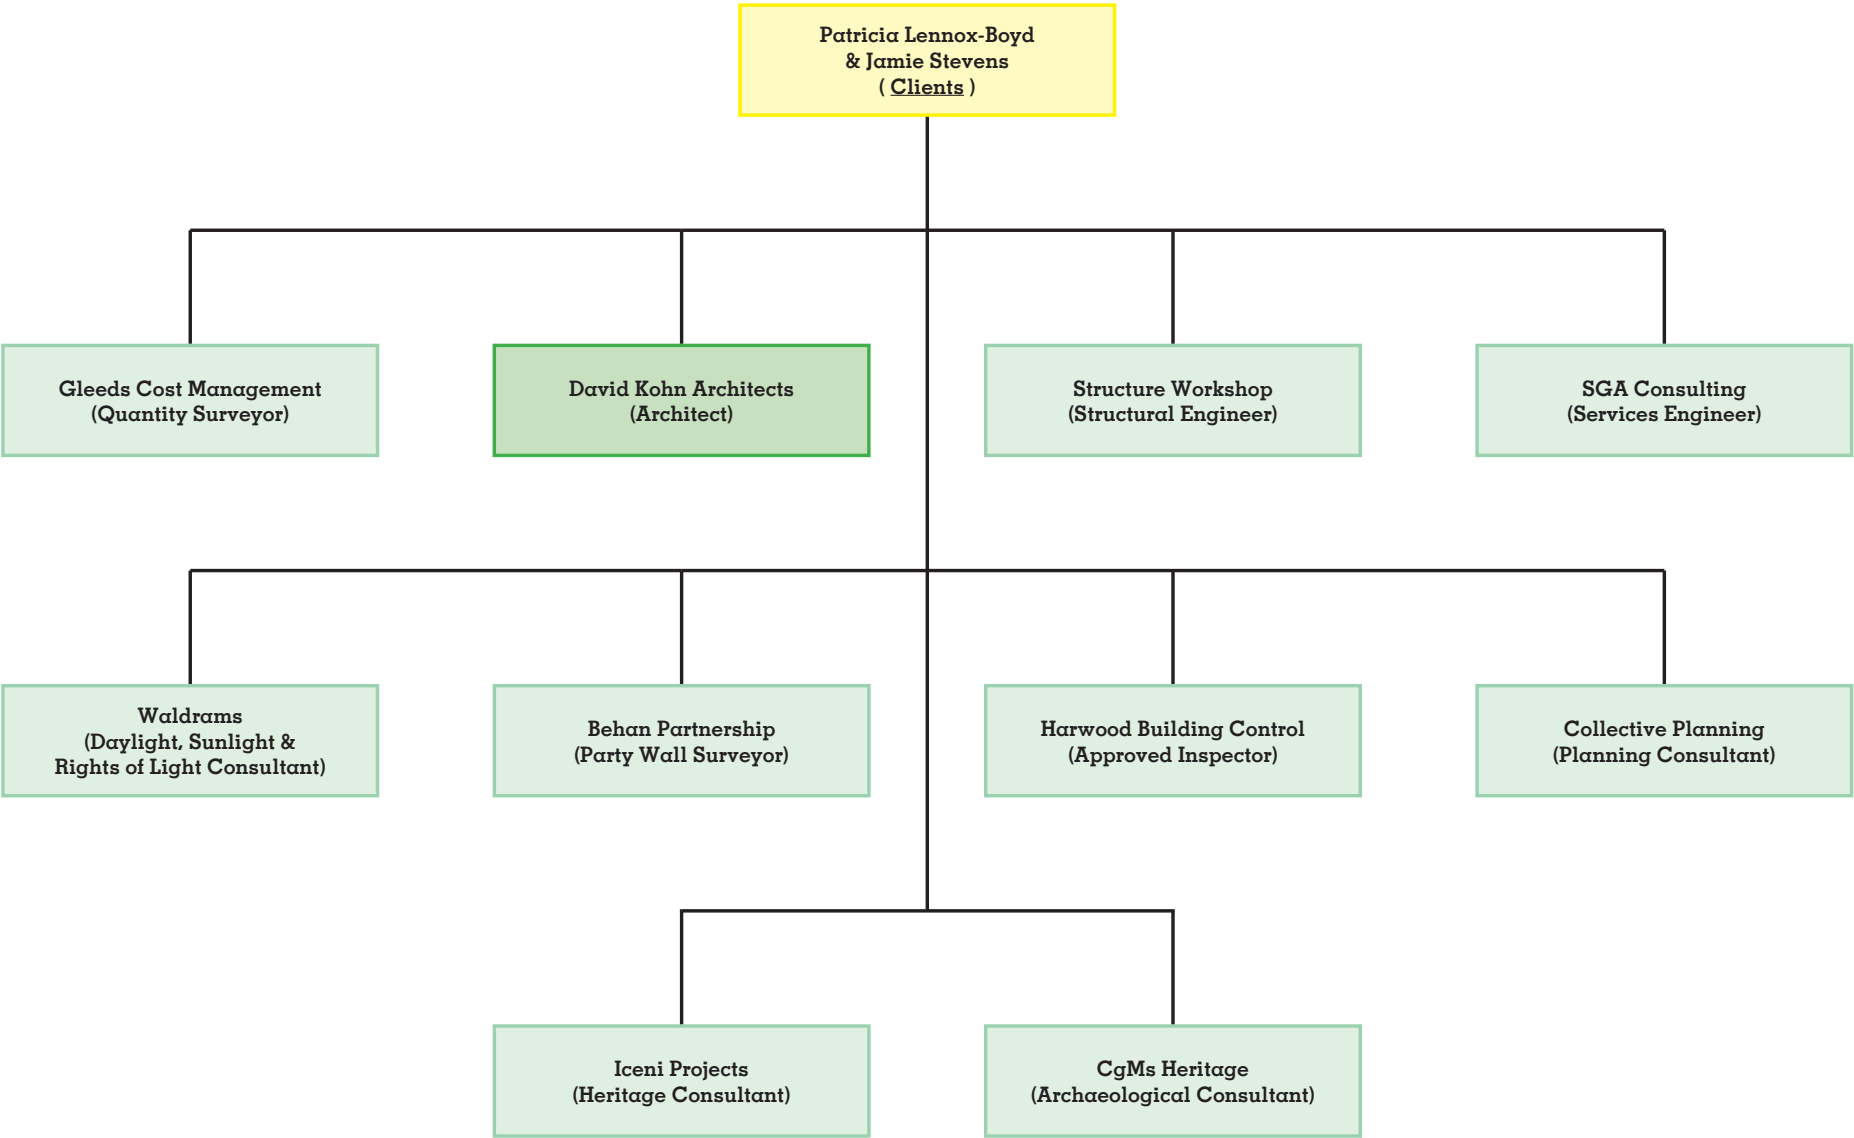 Patricia Lennox-Boyd
& Jamie Stevens
( Clients )
Gleeds Cost Management
(Quantity Surveyor)
David Kohn Architects
(Architect)
Structure Workshop
(Structural Engineer)
SGA Consulting
(Services Engineer)
Waldrams
(Daylight, Sunlight &
Rights of Light Consultant)
Behan Partnership
(Party Wall Surveyor)
Harwood Building Control
(Approved Inspector)
Collective Planning
(Planning Consultant)
Iceni Projects
(Heritage Consultant)
CgMs Heritage
(Archaeological Consultant)